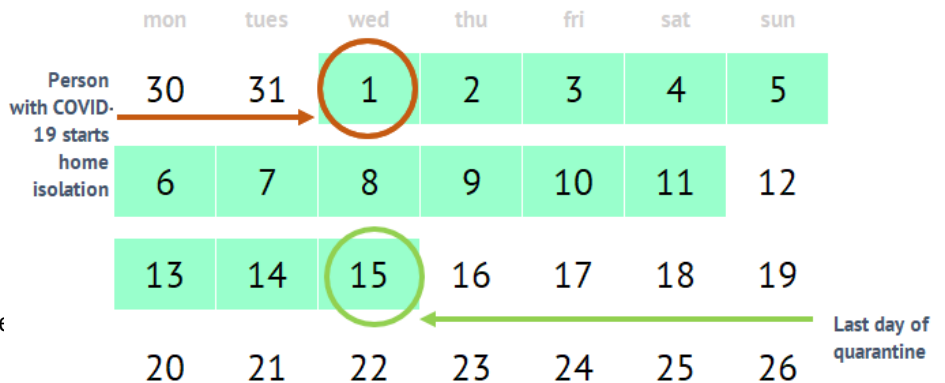 mon tues wed thu fri sat sun
Person
with COVID-
19 starts
home
isolation
30 31 1 2 3 4 5
6 7 8 9 10 11 12
13 14 15 16 17 18 19
Last day of
quarantine
20 21 22 23 24 25 26